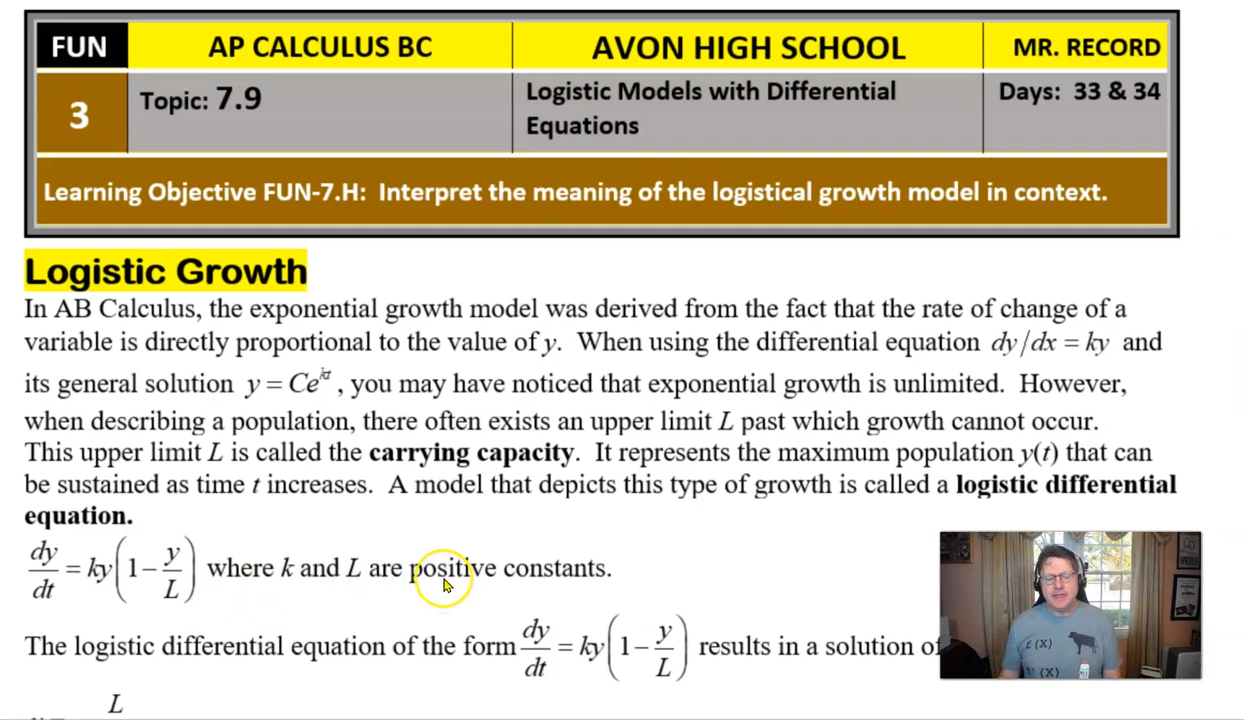 FUN AP CALCULUS BC AVON HIGH SCHOOL MR. RECORD
3 Topic: 7.9 Logistic Models with Differential Equations Days: 33 & 34
Learning Objective FUN-7.H: Interpret the meaning of the logistical growth model in context.
Logistic Growth
In AB Calculus, the exponential growth model was derived from the fact that the rate of change of a
variable is directly proportional to the value of y. When using the differential equation dy/dx = ky and
its general solution y = Ce^{kt}, you may have noticed that exponential growth is unlimited. However,
when describing a population, there often exists an upper limit L past which growth cannot occur.
This upper limit L is called the carrying capacity. It represents the maximum population y(t) that can
be sustained as time t increases. A model that depicts this type of growth is called a logistic differential
equation.
dy/dt = ky(1 − y/L) where k and L are positive constants.
The logistic differential equation of the form dy/dt = ky(1 − y/L) results in a solution
L
f(X)
(X)